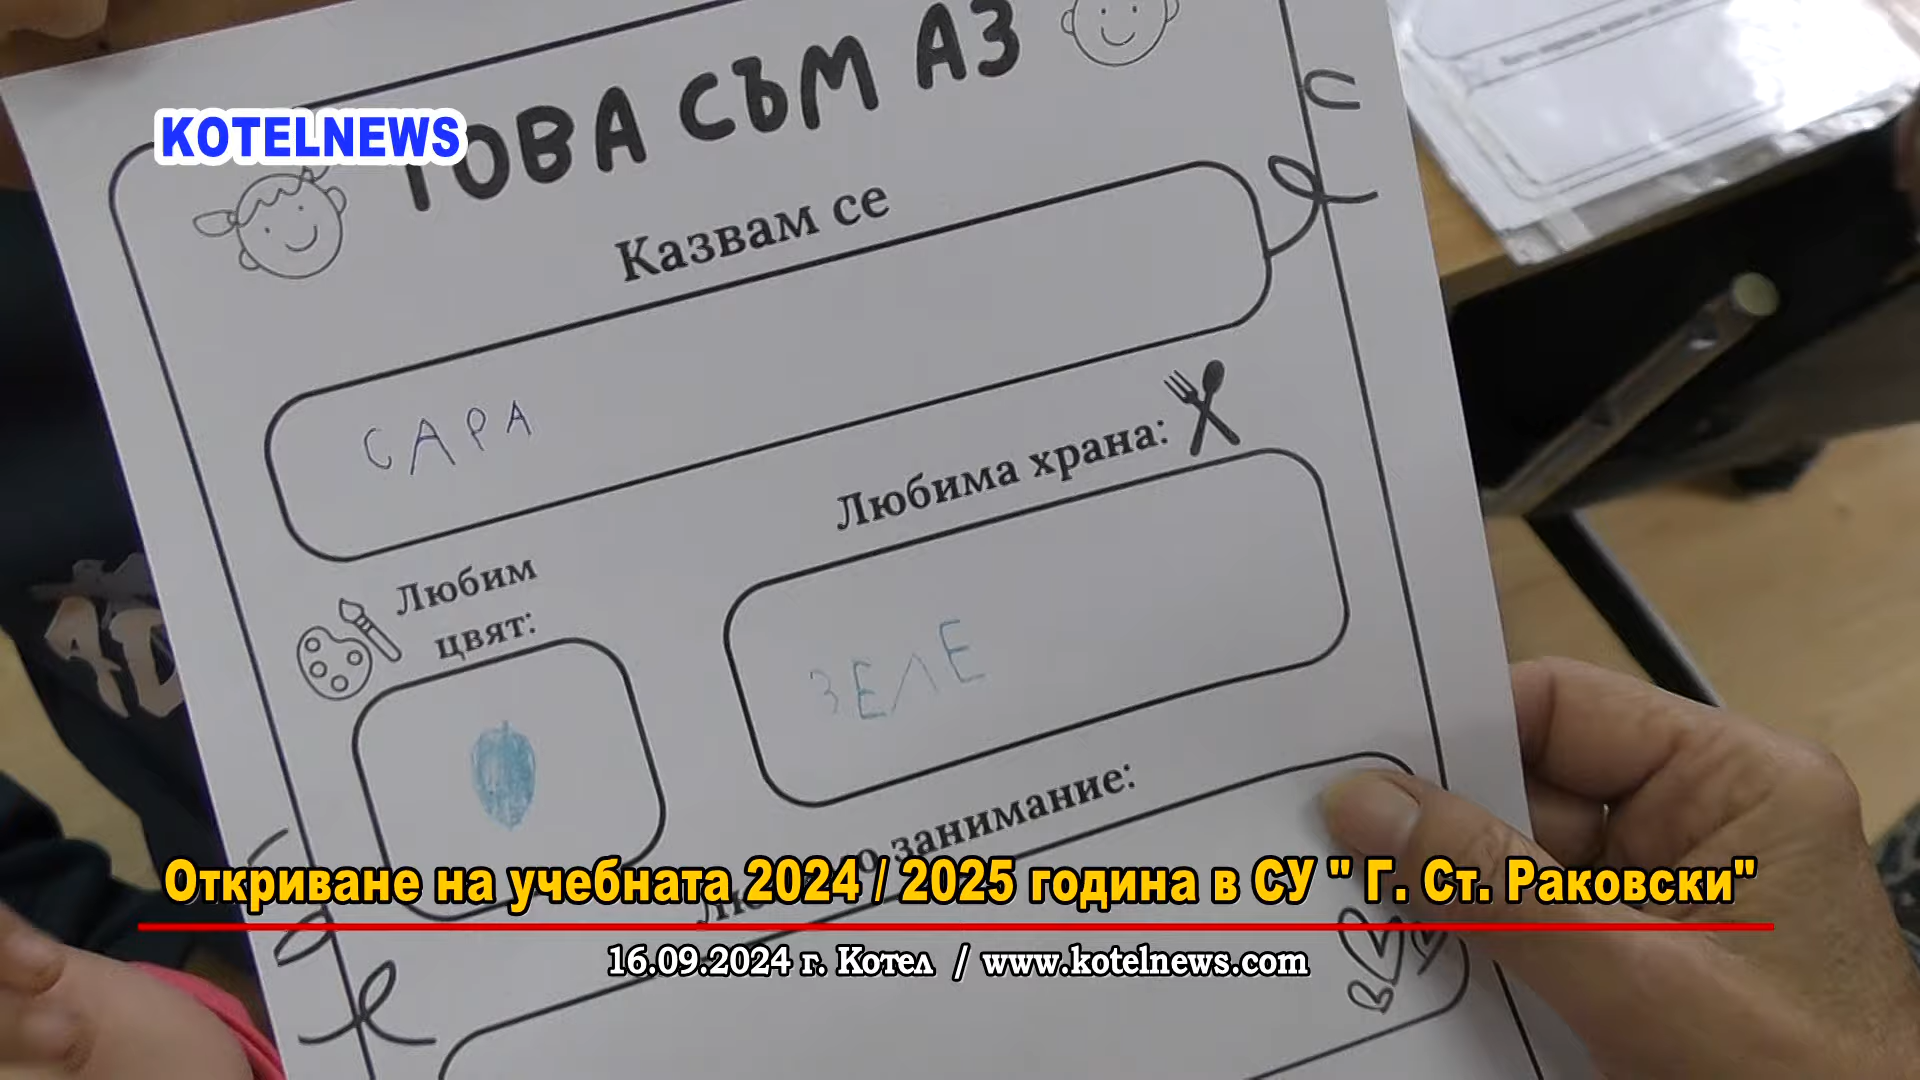 KOTELNEWS
ТОВА СЪМ АЗ
Казвам се
САРА
Любима храна:
Любим
цвят:
ЗЕЛЕ
занимание:
Откриване на учебната 2024 / 2025 година в СУ " Г. Ст. Раковски"
16.09.2024 г. Котел / www.kotelnews.com